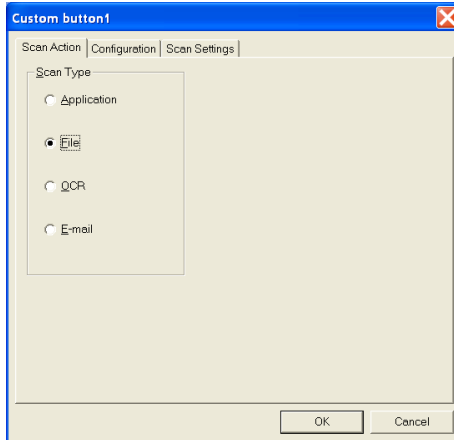 Custom button1
Scan Action Configuration Scan Settings
Scan Type
Application
File
OCR
E-mail
OK Cancel